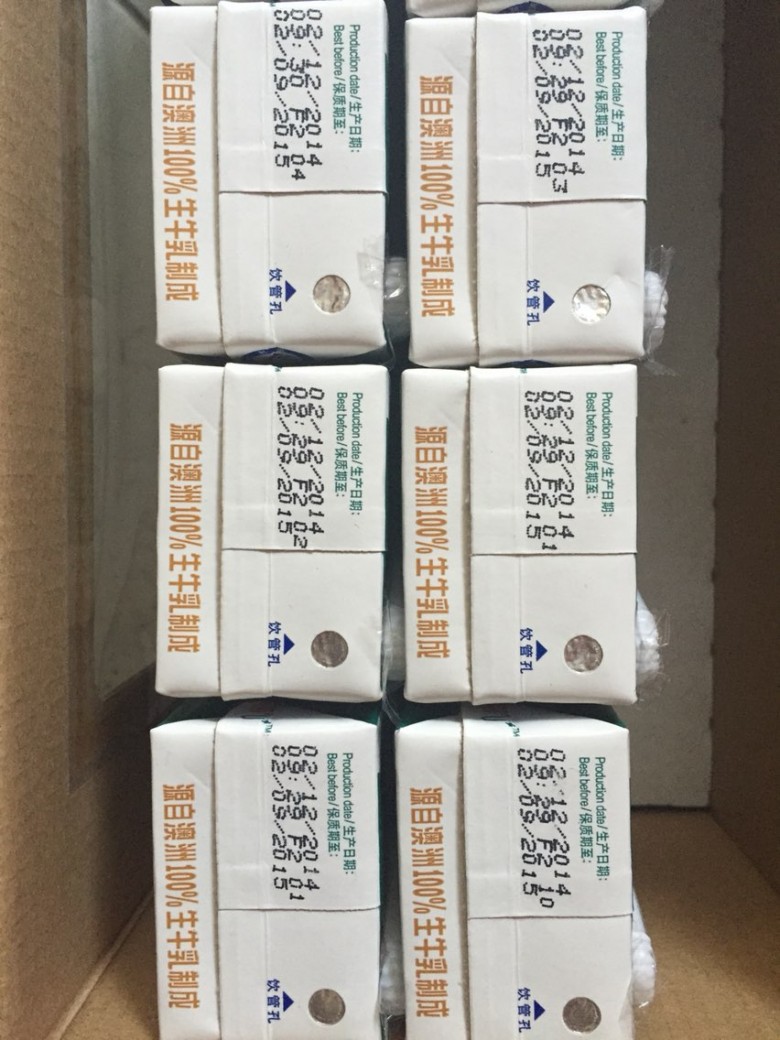 Production date/生产日期:
Best before/保质期至:
02/12/2014
09:30 F2 04
02/09/2015
饮管孔
源自澳洲100%生牛乳制成
Production date/生产日期:
Best before/保质期至:
02/12/2014
09:29 F2 03
02/09/2015
饮管孔
源自澳洲100%生牛乳制成
Production date/生产日期:
Best before/保质期至:
02/12/2014
09:29 F2 02
02/09/2015
饮管孔
源自澳洲100%生牛乳制成
Production date/生产日期:
Best before/保质期至:
02/12/2014
09:29 F2 01
02/09/2015
饮管孔
源自澳洲100%生牛乳制成
Production date/生产日期:
Best before/保质期至:
02/12/2014
09:29 F2 01
02/09/2015
饮管孔
源自澳洲100%生牛乳制成
Production date/生产日期:
Best before/保质期至:
02/12/2014
09:29 F2 10
02/09/2015
饮管孔
源自澳洲100%生牛乳制成